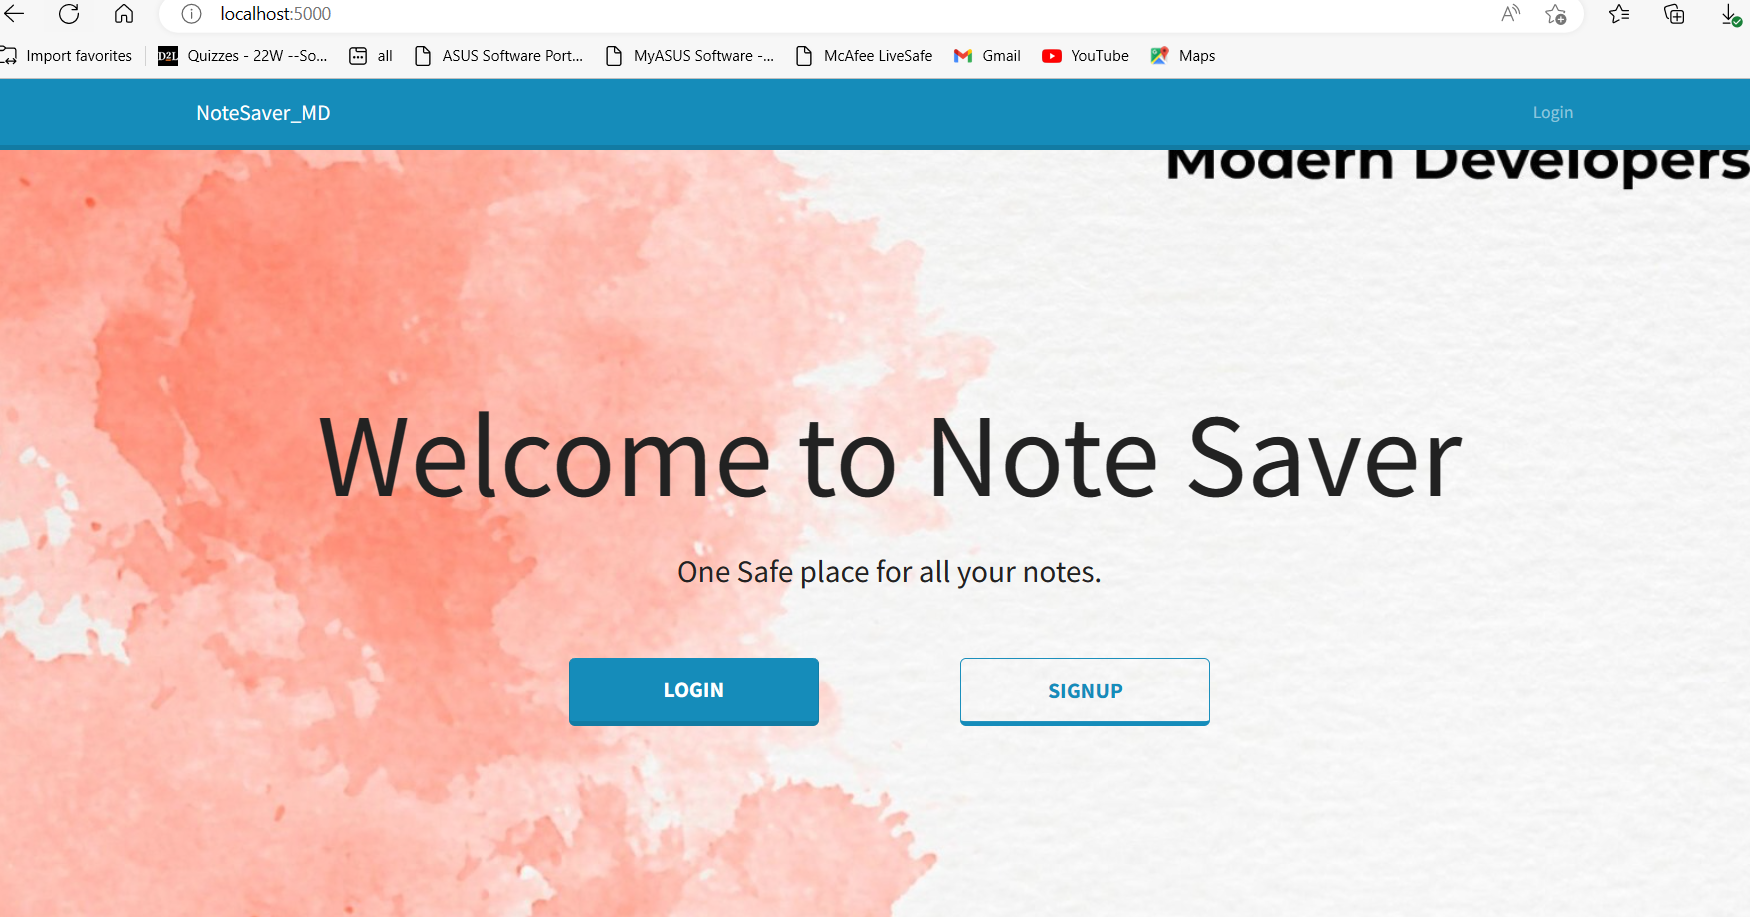 localhost:5000
Import favorites
D2L Quizzes - 22W --So...
all
ASUS Software Port...
MyASUS Software -...
McAfee LiveSafe
Gmail
YouTube
Maps
NoteSaver_MD
Login
Modern Developers
Welcome to Note Saver
One Safe place for all your notes.
LOGIN
SIGNUP